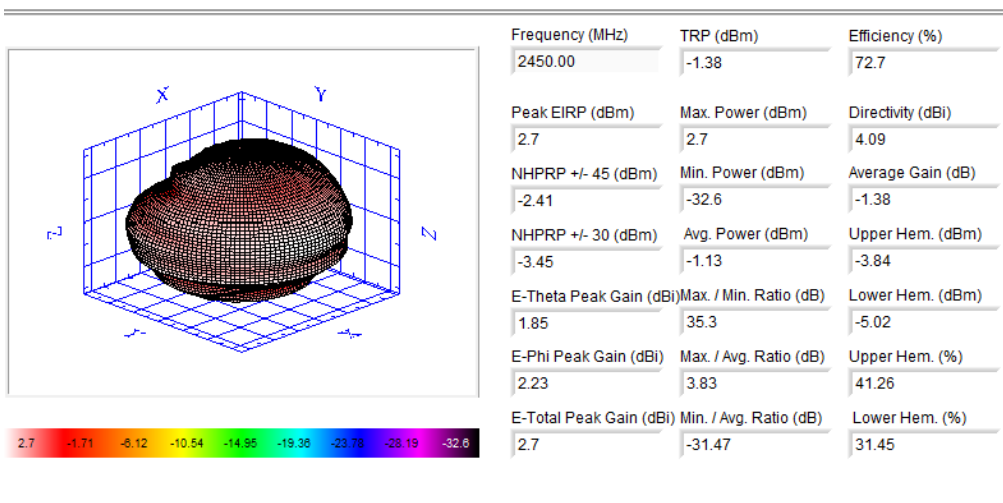 Frequency (MHz) TRP (dBm) Efficiency (%)
2450.00 -1.38 72.7
X Y
Peak EIRP (dBm) Max. Power (dBm) Directivity (dBi)
2.7 2.7 4.09
NHPRP +/- 45 (dBm) Min. Power (dBm) Average Gain (dB)
-2.41 -32.6 -1.38
Z
NHPRP +/- 30 (dBm) Avg. Power (dBm) Upper Hem. (dBm)
-3.45 -1.13 -3.84
E-Theta Peak Gain (dBi) Max. / Min. Ratio (dB) Lower Hem. (dBm)
1.85 35.3 -5.02
E-Phi Peak Gain (dBi) Max. / Avg. Ratio (dB) Upper Hem. (%)
2.23 3.83 41.26
E-Total Peak Gain (dBi) Min. / Avg. Ratio (dB) Lower Hem. (%)
2.7 -31.47 31.45
2.7 -1.71 -6.12 -10.54 -14.95 -19.36 -23.78 -28.19 -32.6